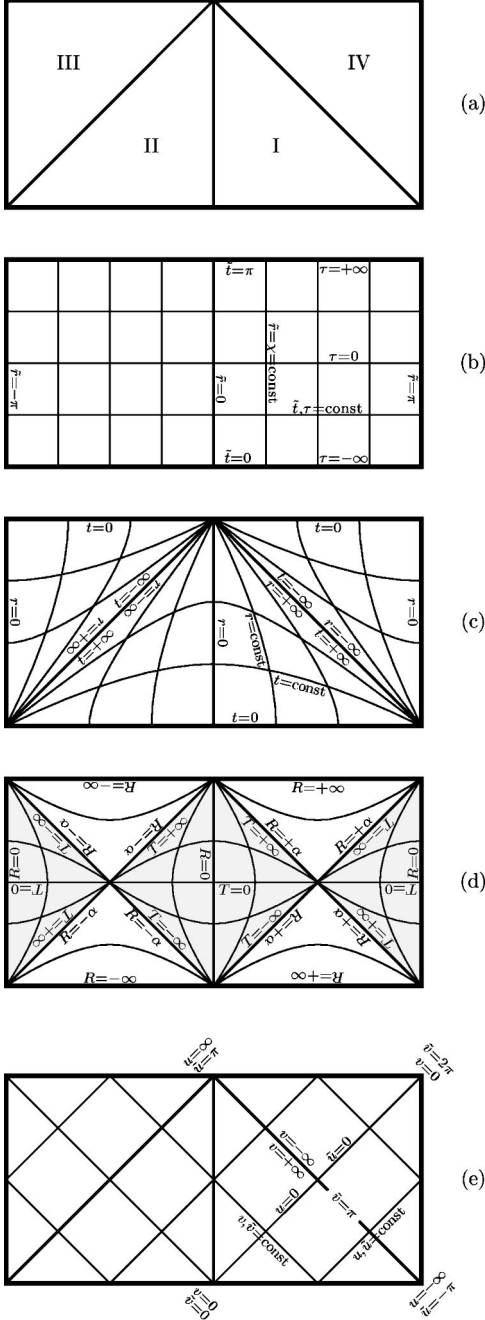 III
IV
II
I
(a)
t̃=π
τ=+∞
r̃=χ=const
τ=0
r̃=−π
r̃=0
r̃=π
t̃,τ=const
t̃=0
τ=−∞
(b)
t=0
t=0
r=0
t=−∞
r=∞
r=+∞
t=+∞
t=−∞
r=+∞
r=−∞
t=+∞
r=0
r=0
r=const
t=const
t=0
(c)
R=−∞
R=+∞
T=−∞
R=−α
R=−α
T=+∞
T=+∞
R=+α
R=+α
T=−∞
R=0
T=0
R=0
T=0
R=0
T=0
T=+∞
R=−α
R=−α
T=−∞
T=−∞
R=+α
R=+α
T=+∞
R=−∞
R=+∞
(d)
u=∞
ũ=π
ṽ=2π
v=0
v=−∞
v=+∞
ũ=0
u=0
ṽ=π
v,ṽ=const
u,ũ=const
(e)
v=0
ṽ=0
u=−∞
ũ=−π